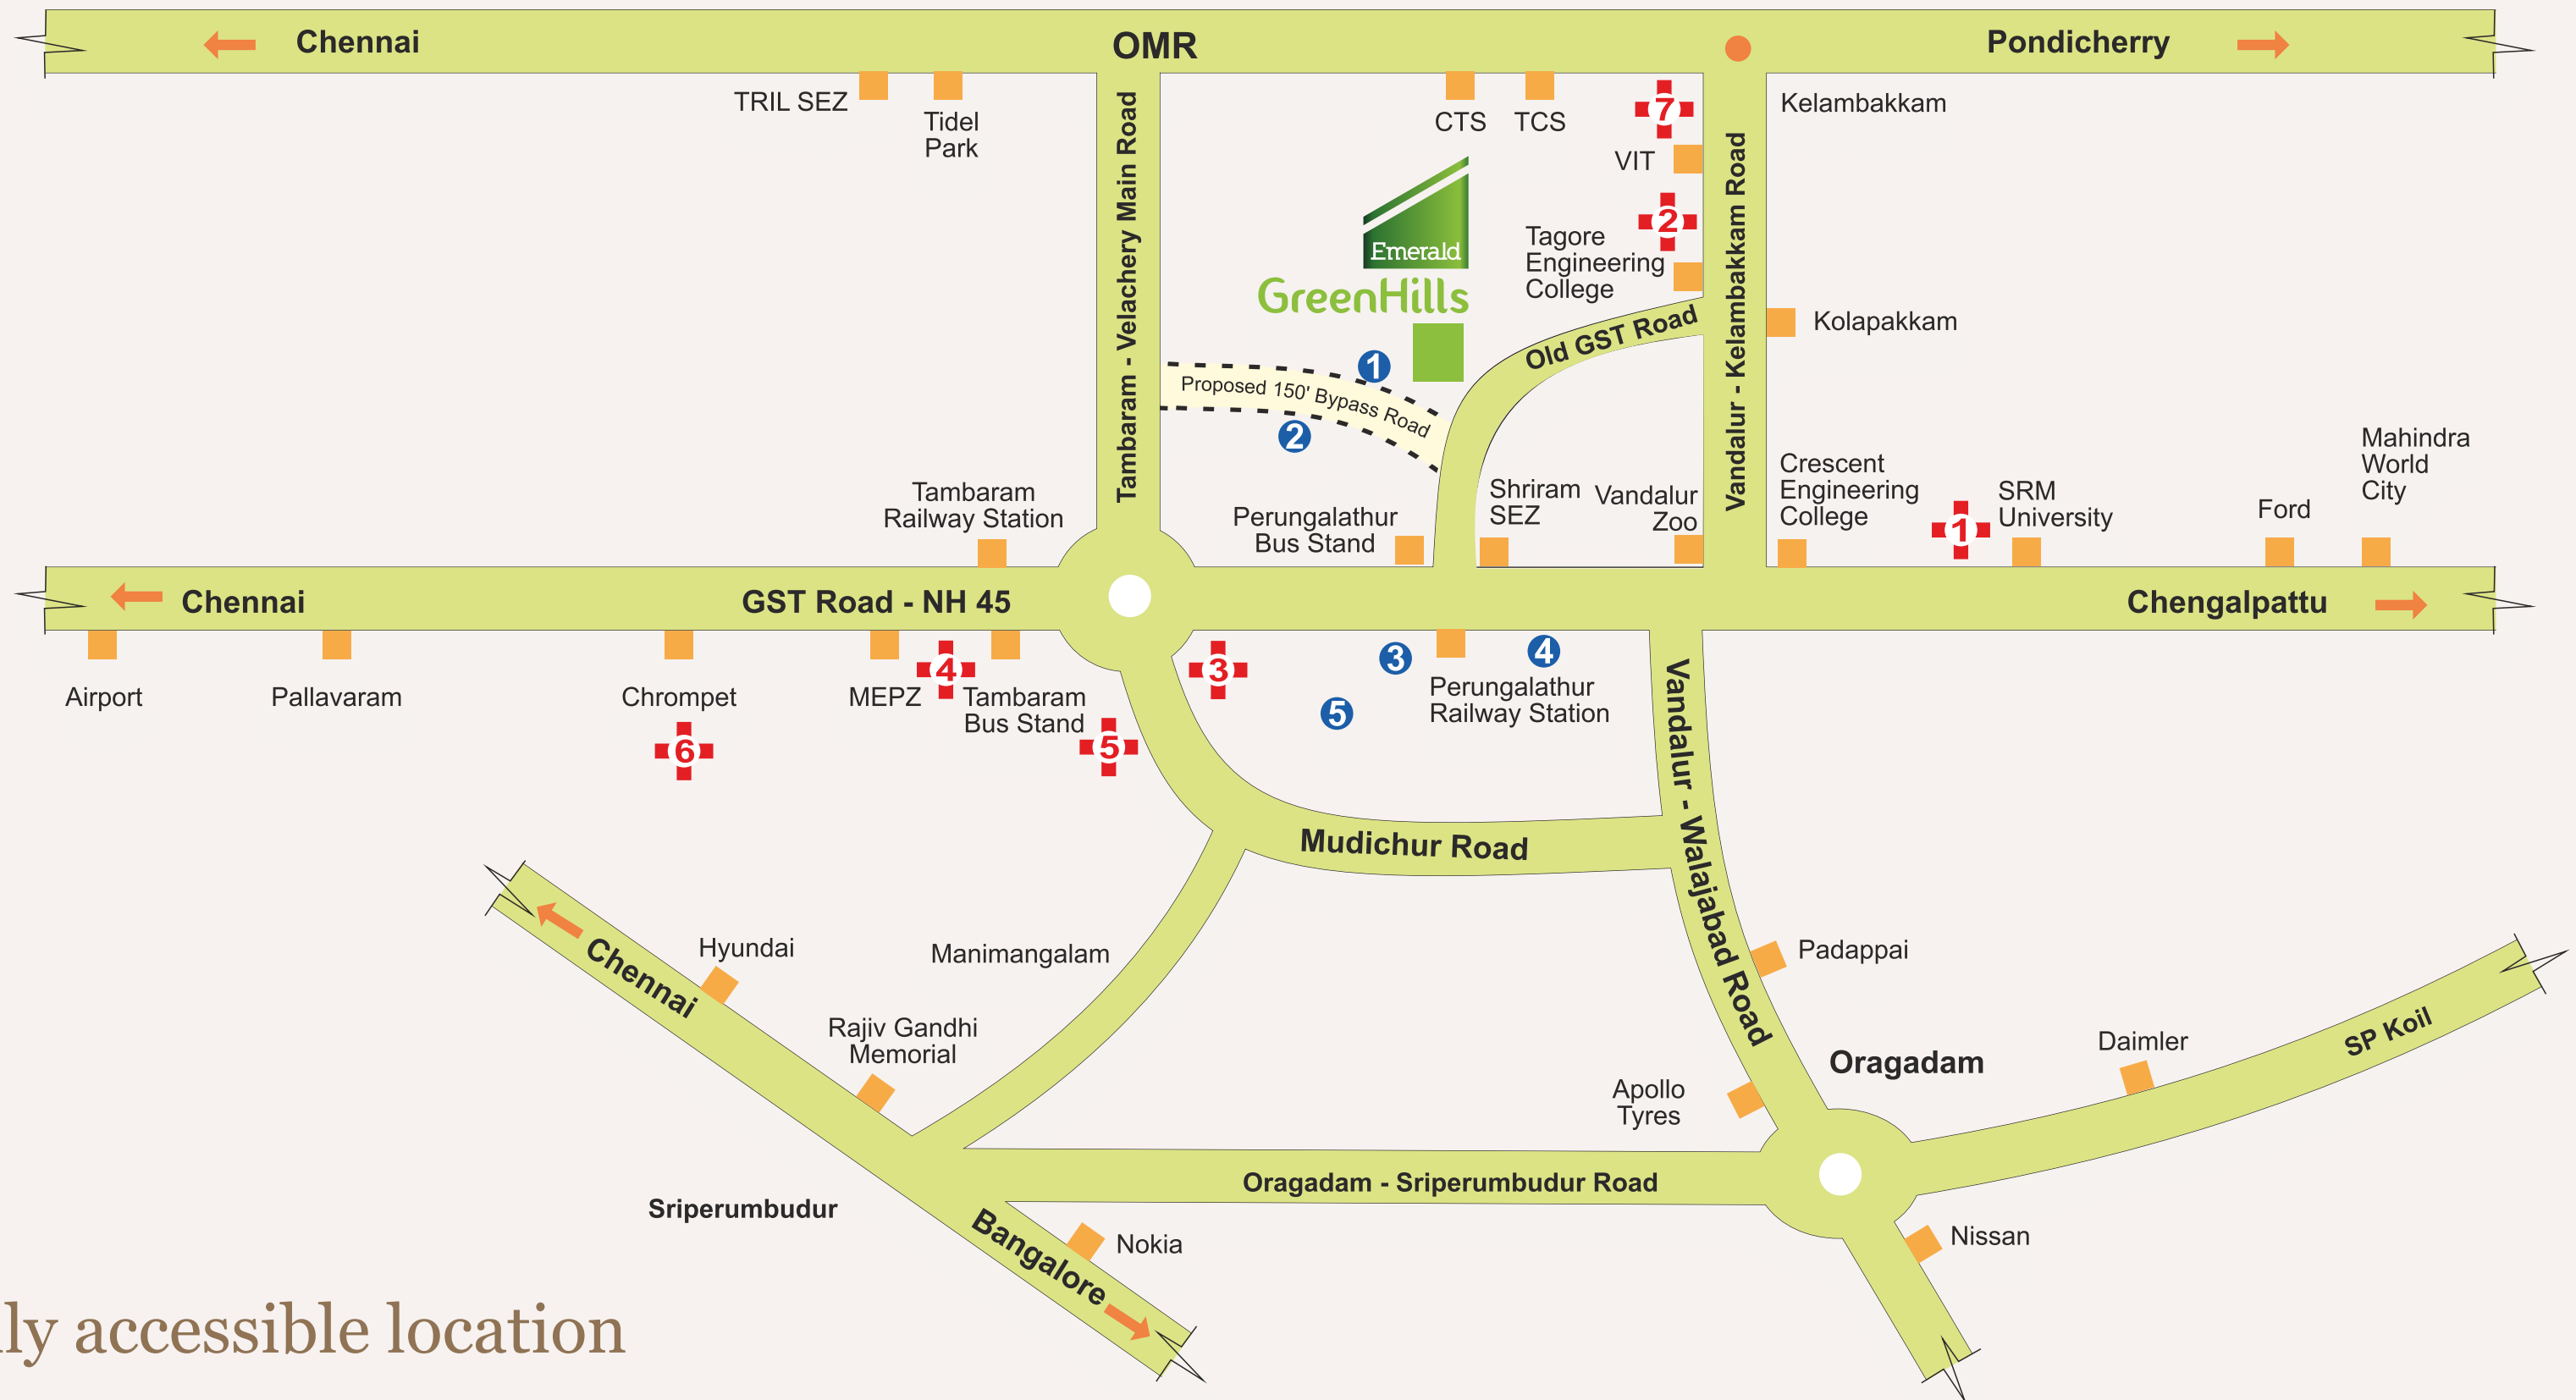 Chennai
OMR
Pondicherry
TRIL SEZ
Tidel
Park
CTS
TCS
7
Kelambakkam
VIT
Tambaram - Velachery Main Road
Vandalur - Kelambakkam Road
Emerald
GreenHills
2
Tagore
Engineering
College
Old GST Road
Kolapakkam
1
Proposed 150' Bypass Road
2
Tambaram
Railway Station
Perungalathur
Bus Stand
Shriram
SEZ
Vandalur
Zoo
Crescent
Engineering
College
1
SRM
University
Ford
Mahindra
World
City
Chennai
GST Road - NH 45
Chengalpattu
Airport
Pallavaram
Chrompet
6
MEPZ
4
Tambaram
Bus Stand
5
3
3
4
5
Perungalathur
Railway Station
Vandalur - Walajabad Road
Mudichur Road
Chennai
Hyundai
Manimangalam
Rajiv Gandhi
Memorial
Padappai
Oragadam
Apollo
Tyres
Daimler
SP Koil
Oragadam - Sriperumbudur Road
Sriperumbudur
Bangalore
Nokia
Nissan
lly accessible location